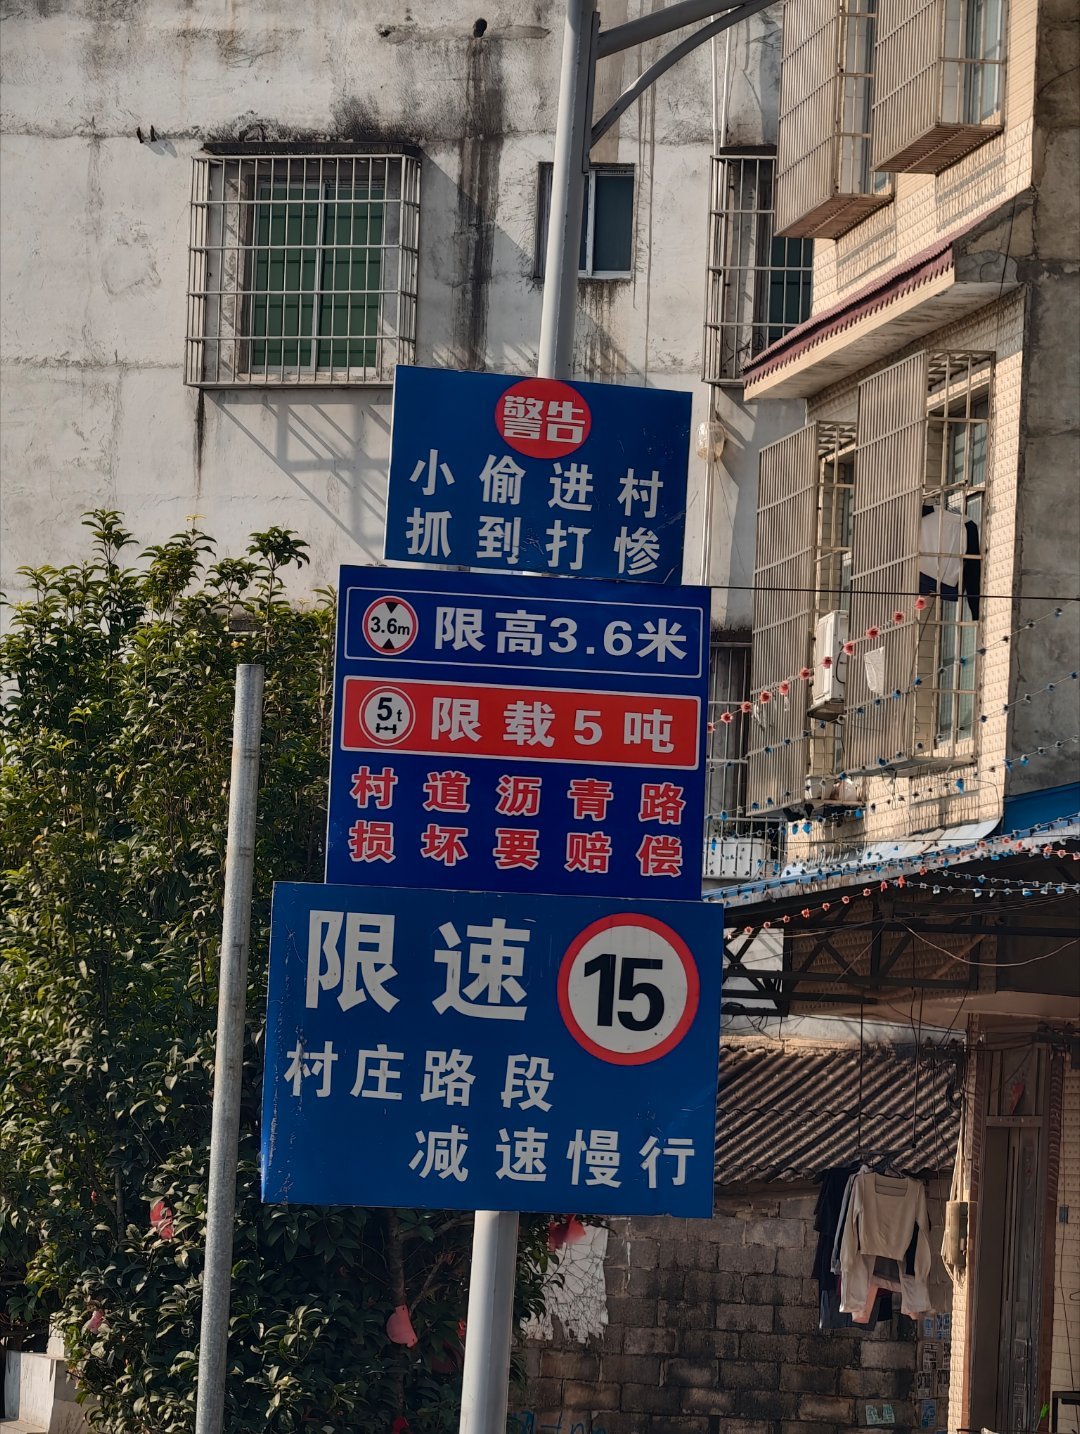 警告
小偷进村
抓到打惨
3.6m 限高3.6米
5t 限载5吨
村道沥青路
损坏要赔偿
限速 15
村庄路段
减速慢行